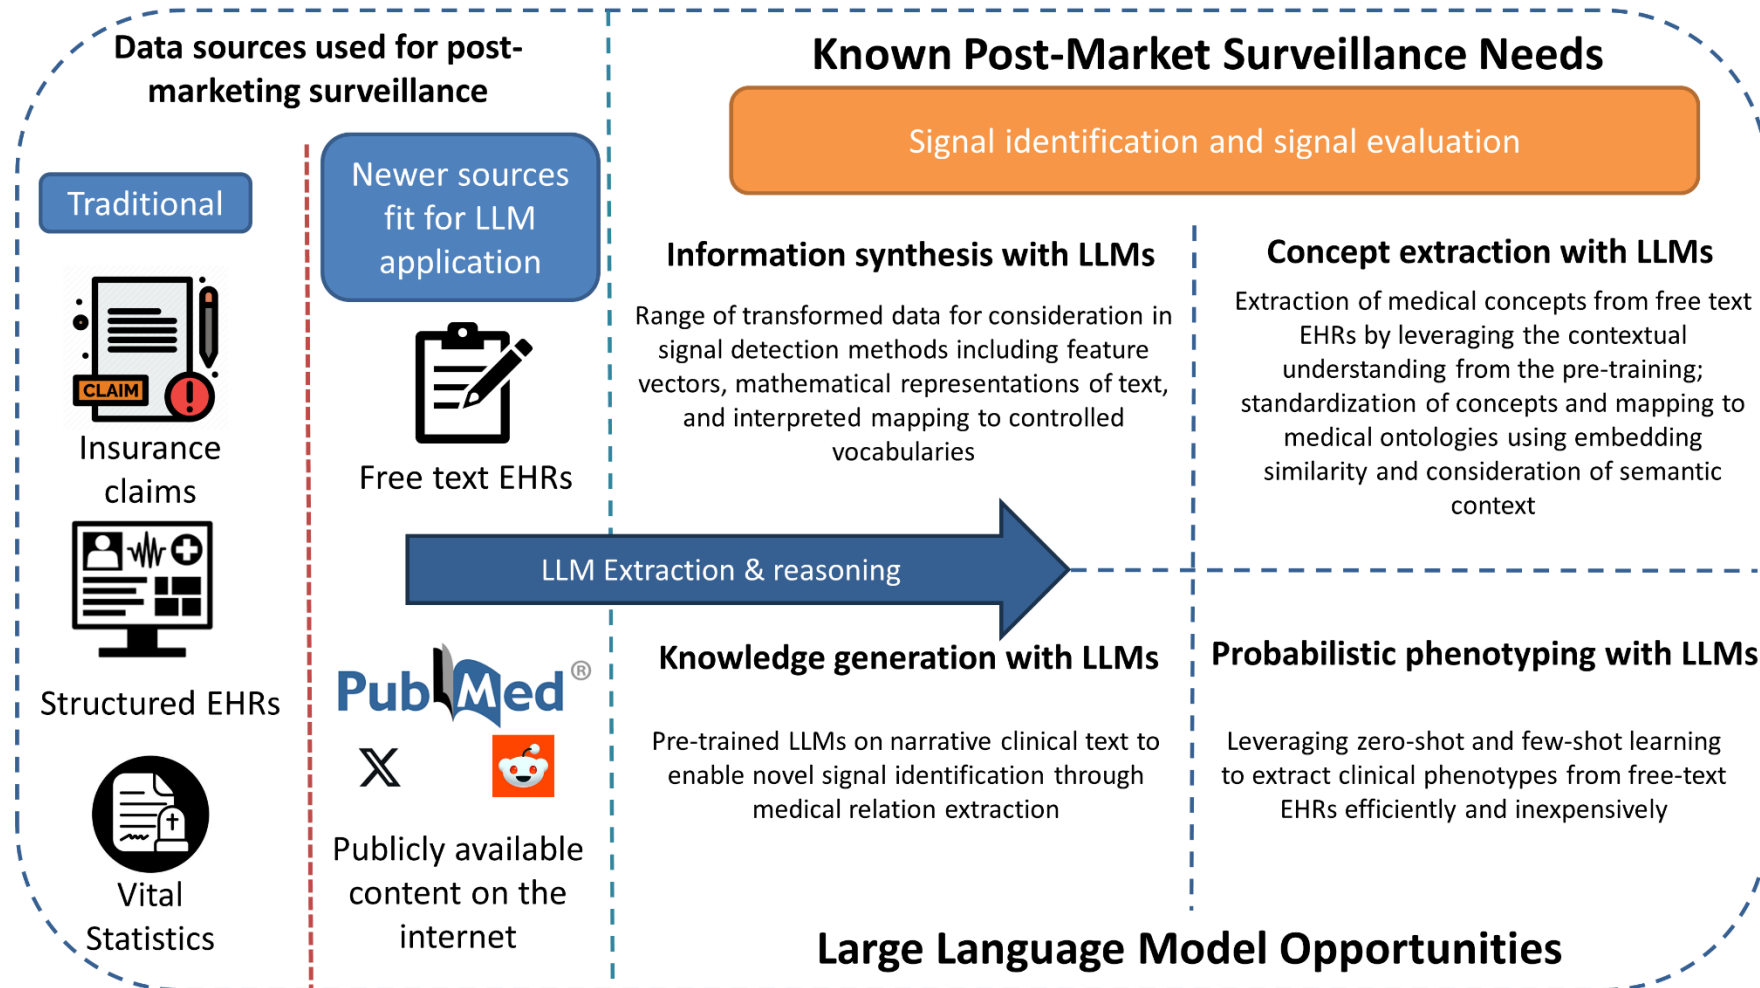 Data sources used for post-
marketing surveillance
Traditional
CLAIM
Insurance
claims
Structured EHRs
Vital
Statistics
Newer sources
fit for LLM
application
Free text EHRs
LLM Extraction & reasoning
PubMed®
X
Publicly available
content on the
internet
Known Post-Market Surveillance Needs
Signal identification and signal evaluation
Information synthesis with LLMs
Range of transformed data for consideration in
signal detection methods including feature
vectors, mathematical representations of text,
and interpreted mapping to controlled
vocabularies
Concept extraction with LLMs
Extraction of medical concepts from free text
EHRs by leveraging the contextual
understanding from the pre-training;
standardization of concepts and mapping to
medical ontologies using embedding
similarity and consideration of semantic
context
Knowledge generation with LLMs
Pre-trained LLMs on narrative clinical text to
enable novel signal identification through
medical relation extraction
Probabilistic phenotyping with LLMs
Leveraging zero-shot and few-shot learning
to extract clinical phenotypes from free-text
EHRs efficiently and inexpensively
Large Language Model Opportunities